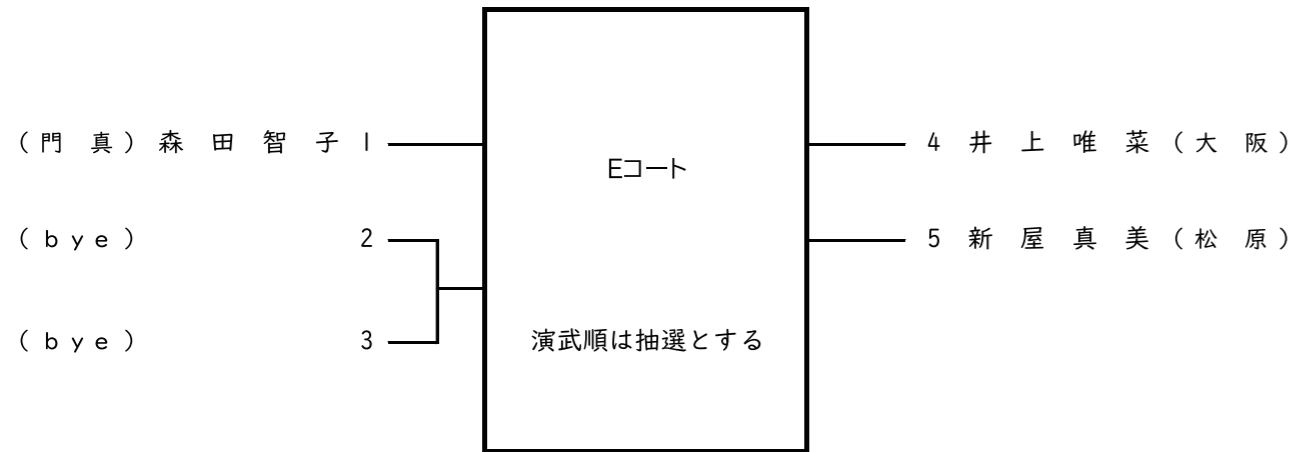 (門真)森田智子 1
Eコート
4 井上唯菜(大阪)
(bye) 2
5 新屋真美(松原)
(bye) 3
演武順は抽選とする